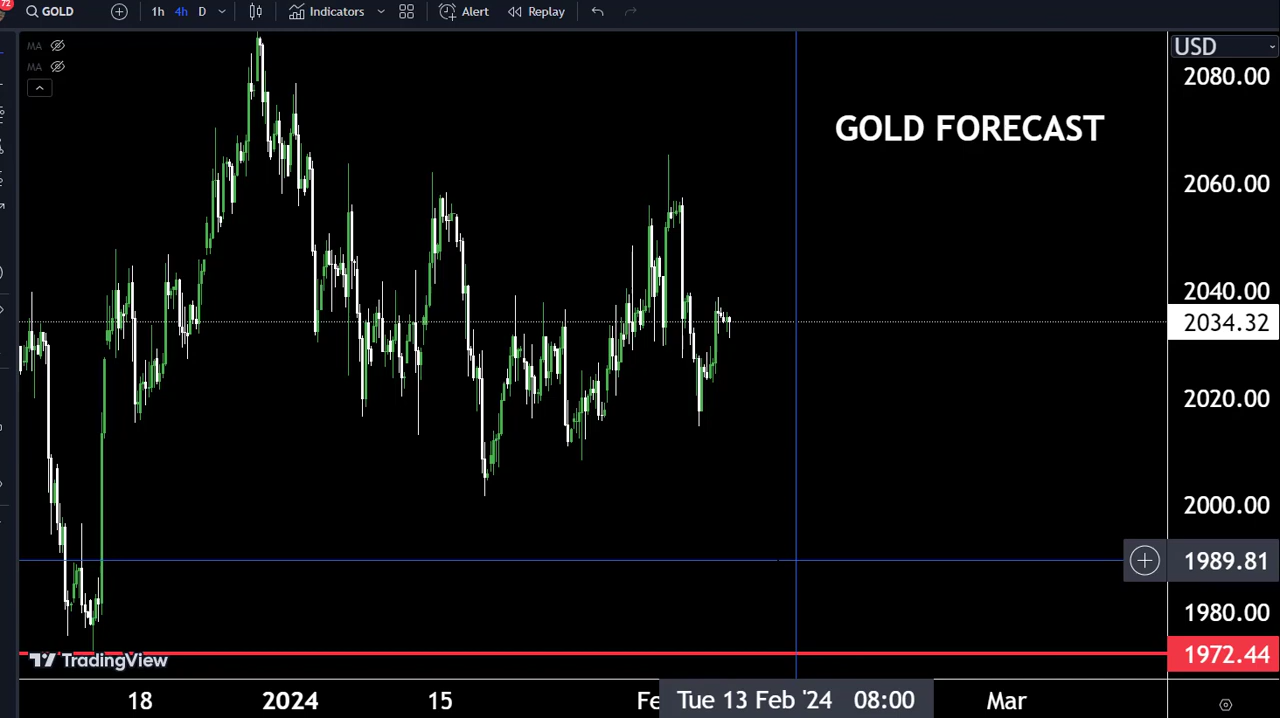 72
GOLD 1h 4h D Indicators Alert Replay
MA
MA
USD
2080.00
GOLD FORECAST
2060.00
2040.00
2034.32
2020.00
2000.00
1989.81
1980.00
1972.44
TradingView
18 2024 15 Fe Tue 13 Feb '24 08:00 Mar